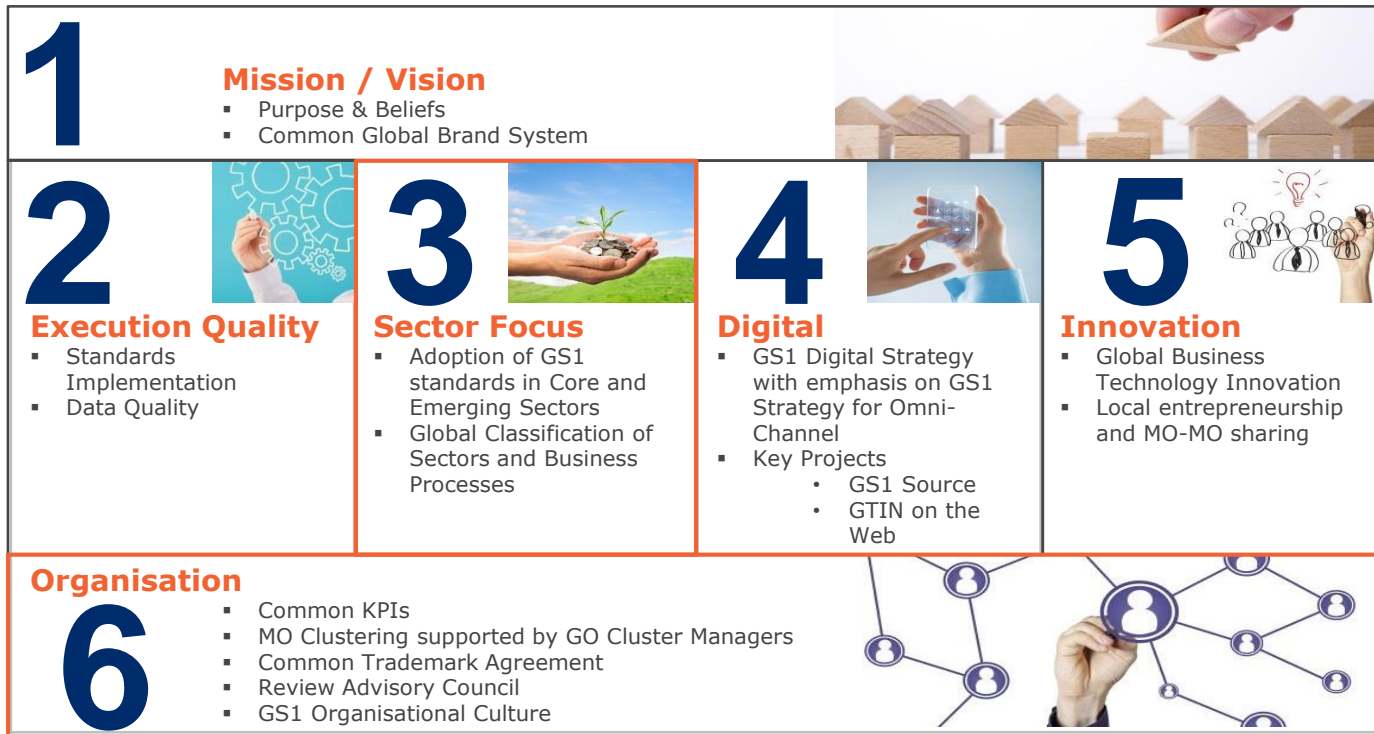 1
Mission / Vision
▪ Purpose & Beliefs
▪ Common Global Brand System
2
Execution Quality
▪ Standards
Implementation
▪ Data Quality
3
Sector Focus
▪ Adoption of GS1
standards in Core and
Emerging Sectors
▪ Global Classification of
Sectors and Business
Processes
4
Digital
▪ GS1 Digital Strategy
with emphasis on GS1
Strategy for Omni-
Channel
▪ Key Projects
• GS1 Source
• GTIN on the
Web
5
Innovation
▪ Global Business
Technology Innovation
▪ Local entrepreneurship
and MO-MO sharing
Organisation
6
▪ Common KPIs
▪ MO Clustering supported by GO Cluster Managers
▪ Common Trademark Agreement
▪ Review Advisory Council
▪ GS1 Organisational Culture